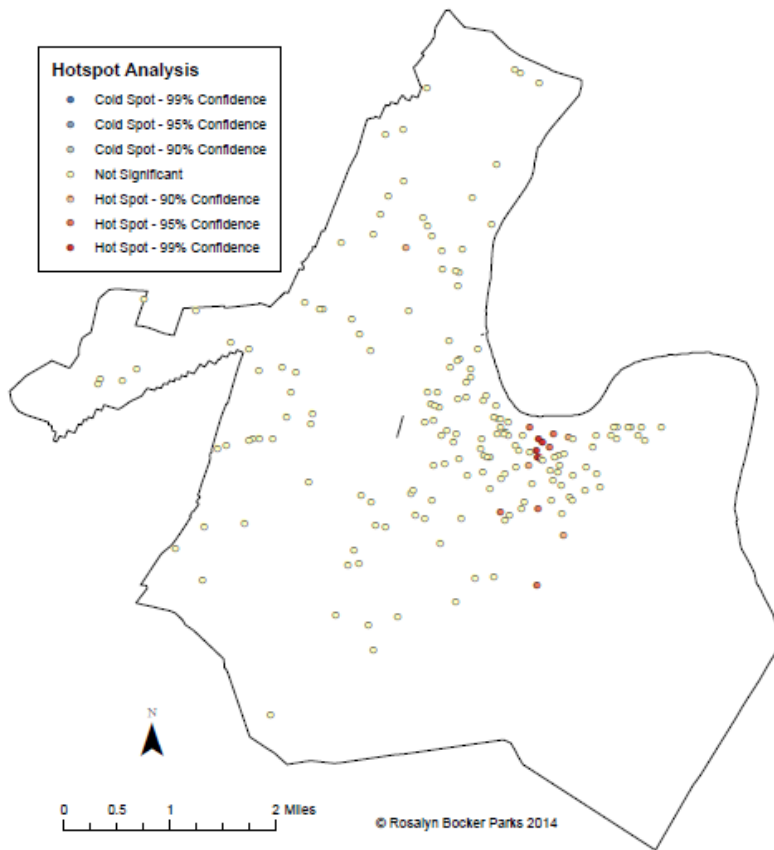 Hotspot Analysis
Cold Spot - 99% Confidence
Cold Spot - 95% Confidence
Cold Spot - 90% Confidence
Not Significant
Hot Spot - 90% Confidence
Hot Spot - 95% Confidence
Hot Spot - 99% Confidence
N
0 0.5 1 2 Miles
© Rosalyn Bocker Parks 2014